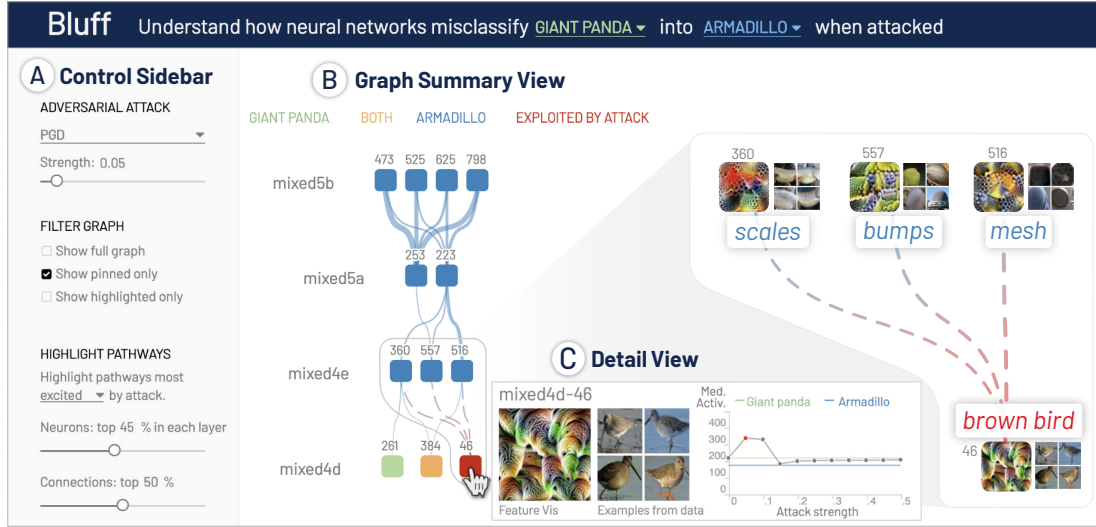 Bluff Understand how neural networks misclassify GIANT PANDA into ARMADILLO when attacked
A Control Sidebar
ADVERSARIAL ATTACK
PGD
Strength: 0.05
FILTER GRAPH
Show full graph
Show pinned only
Show highlighted only
HIGHLIGHT PATHWAYS
Highlight pathways most
excited by attack.
Neurons: top 45 % in each layer
Connections: top 50 %
B Graph Summary View
GIANT PANDA BOTH ARMADILLO EXPLOITED BY ATTACK
473 525 625 798
mixed5b
253 223
mixed5a
360 557 516
mixed4e
261 384 46
mixed4d
C Detail View
mixed4d-46
Feature Vis
Examples from data
Med.
Activ.
Giant panda Armadillo
400
300
200
100
0
0 .1 .2 .3 .4 .5
Attack strength
360 557 516
scales bumps mesh
brown bird
46